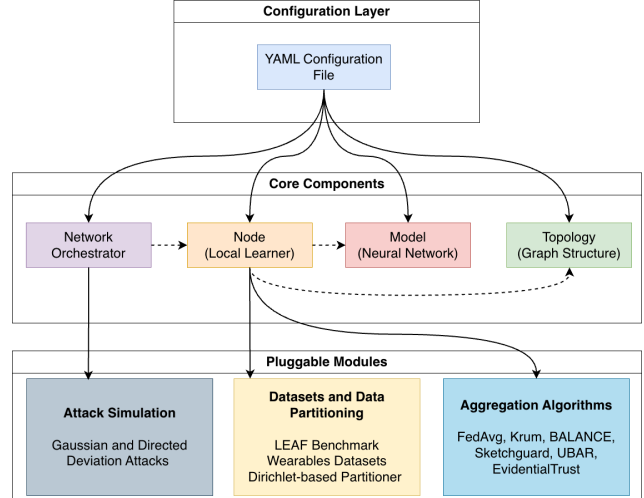 Configuration Layer
YAML Configuration
File
Core Components
Network
Orchestrator
Node
(Local Learner)
Model
(Neural Network)
Topology
(Graph Structure)
Pluggable Modules
Attack Simulation
Gaussian and Directed
Deviation Attacks
Datasets and Data
Partitioning
LEAF Benchmark
Wearables Datasets
Dirichlet-based Partitioner
Aggregation Algorithms
FedAvg, Krum, BALANCE,
Sketchguard, UBAR,
EvidentialTrust